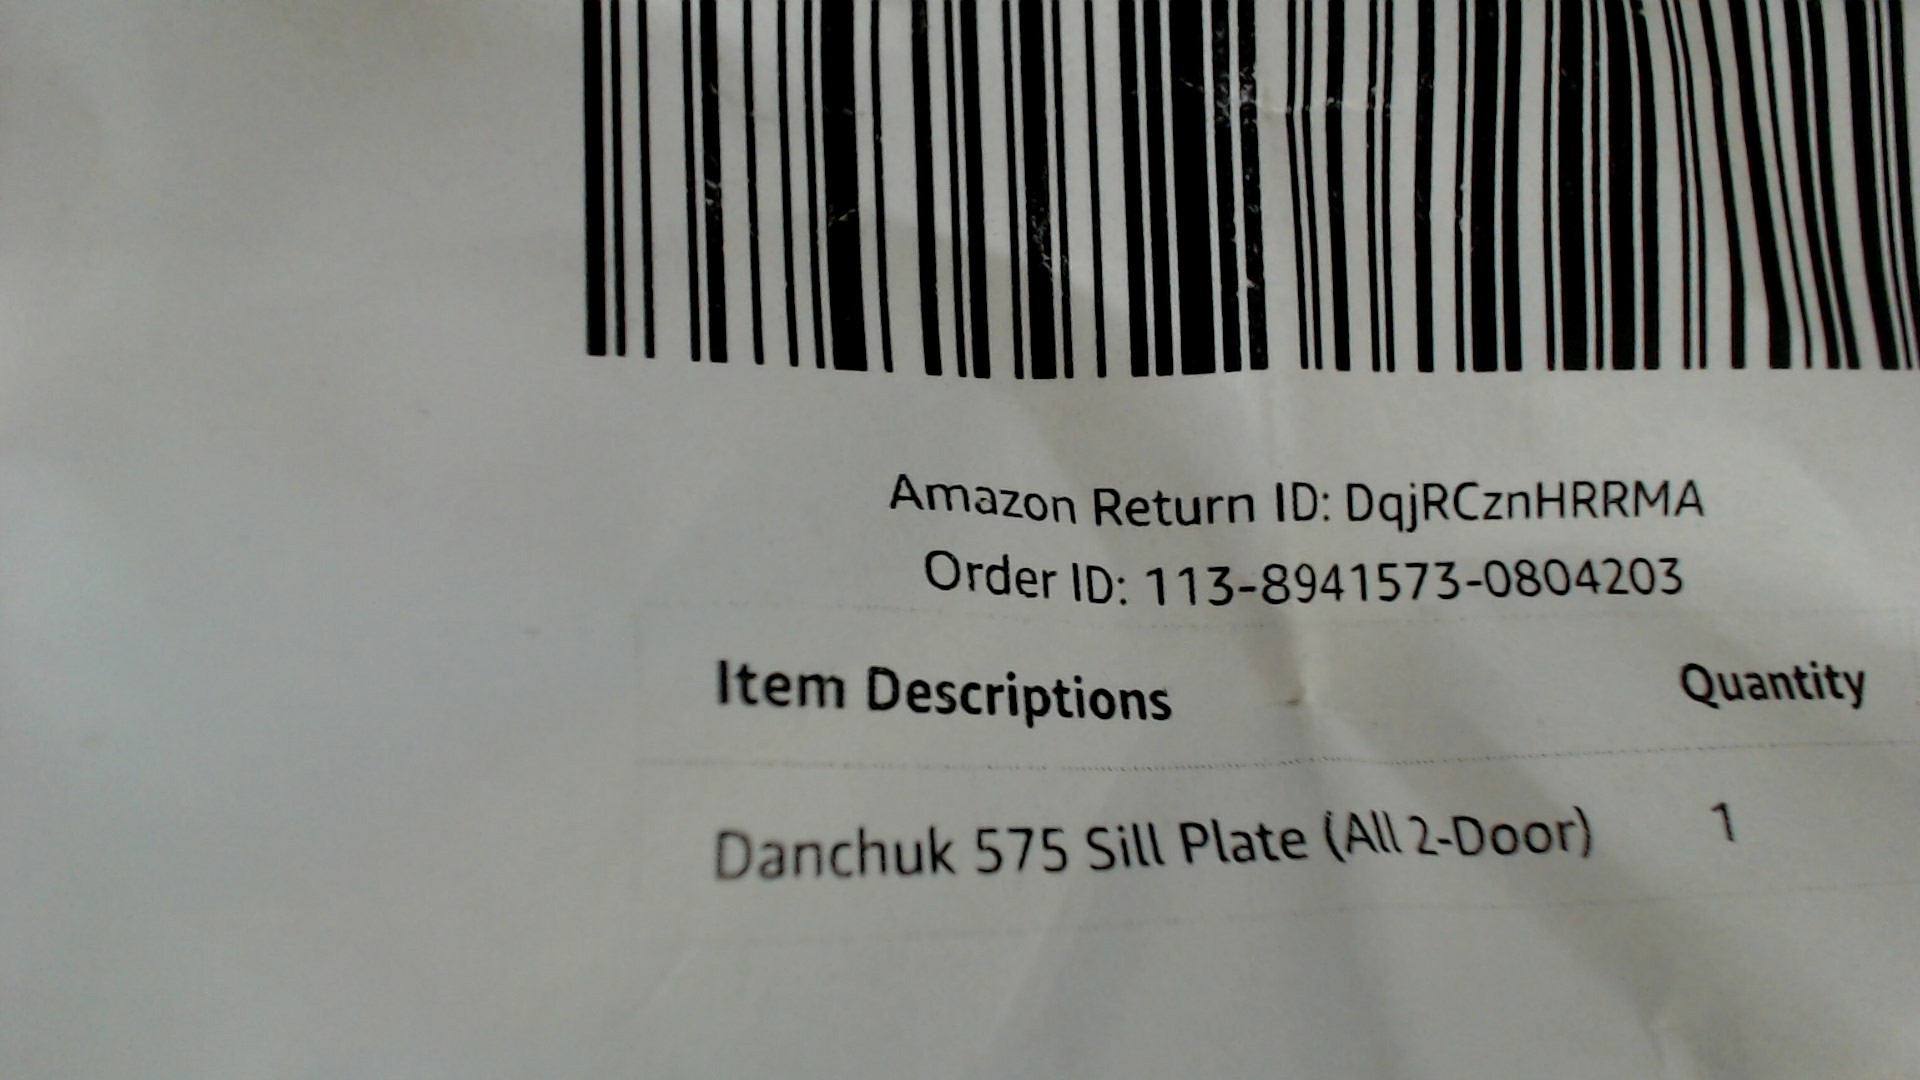 Amazon Return ID: DqjRCznHRRMA
Order ID: 113-8941573-0804203
Item Descriptions Quantity
Danchuk 575 Sill Plate (All 2-Door) 1